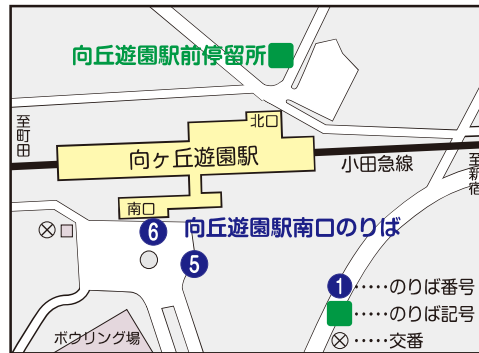 向丘遊園駅前停留所
北口
至町田
向ヶ丘遊園駅
小田急線
至新宿
南口
6
向丘遊園駅南口のりば
5
1……のりば番号
……のりば記号
……交番
ボウリング場